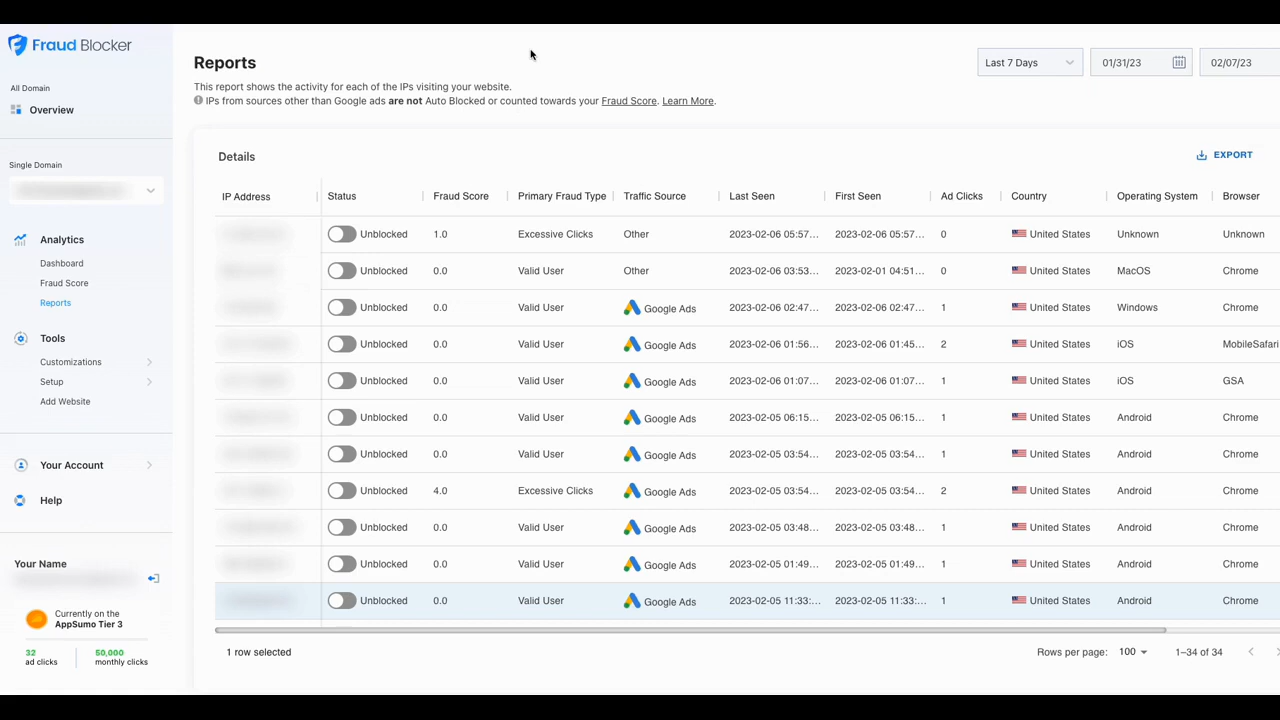 Fraud Blocker
All Domain
Overview
Single Domain
Analytics
Dashboard
Fraud Score
Reports
Tools
Customizations
Setup
Add Website
Your Account
Help
Your Name
Currently on the
AppSumo Tier 3
32 50,000
ad clicks monthly clicks
Reports
Last 7 Days 01/31/23 02/07/23
This report shows the activity for each of the IPs visiting your website.
IPs from sources other than Google ads are not Auto Blocked or counted towards your Fraud Score. Learn More.
Details
EXPORT
IP Address Status Fraud Score Primary Fraud Type Traffic Source Last Seen First Seen Ad Clicks Country Operating System Browser
Unblocked 1.0 Excessive Clicks Other 2023-02-06 05:57... 2023-02-06 05:57... 0 United States Unknown Unknown
Unblocked 0.0 Valid User Other 2023-02-06 03:53... 2023-02-01 04:51... 0 United States MacOS Chrome
Unblocked 0.0 Valid User Google Ads 2023-02-06 02:47... 2023-02-06 02:47... 1 United States Windows Chrome
Unblocked 0.0 Valid User Google Ads 2023-02-06 01:56... 2023-02-06 01:45... 2 United States iOS MobileSafari
Unblocked 0.0 Valid User Google Ads 2023-02-06 01:07... 2023-02-06 01:07... 1 United States iOS GSA
Unblocked 0.0 Valid User Google Ads 2023-02-05 06:15... 2023-02-05 06:15... 1 United States Android Chrome
Unblocked 0.0 Valid User Google Ads 2023-02-05 03:54... 2023-02-05 03:54... 1 United States Android Chrome
Unblocked 4.0 Excessive Clicks Google Ads 2023-02-05 03:54... 2023-02-05 03:54... 2 United States Android Chrome
Unblocked 0.0 Valid User Google Ads 2023-02-05 03:48... 2023-02-05 03:48... 1 United States Android Chrome
Unblocked 0.0 Valid User Google Ads 2023-02-05 01:49... 2023-02-05 01:49... 1 United States Android Chrome
Unblocked 0.0 Valid User Google Ads 2023-02-05 11:33:... 2023-02-05 11:33:... 1 United States Android Chrome
1 row selected
Rows per page: 100 1–34 of 34